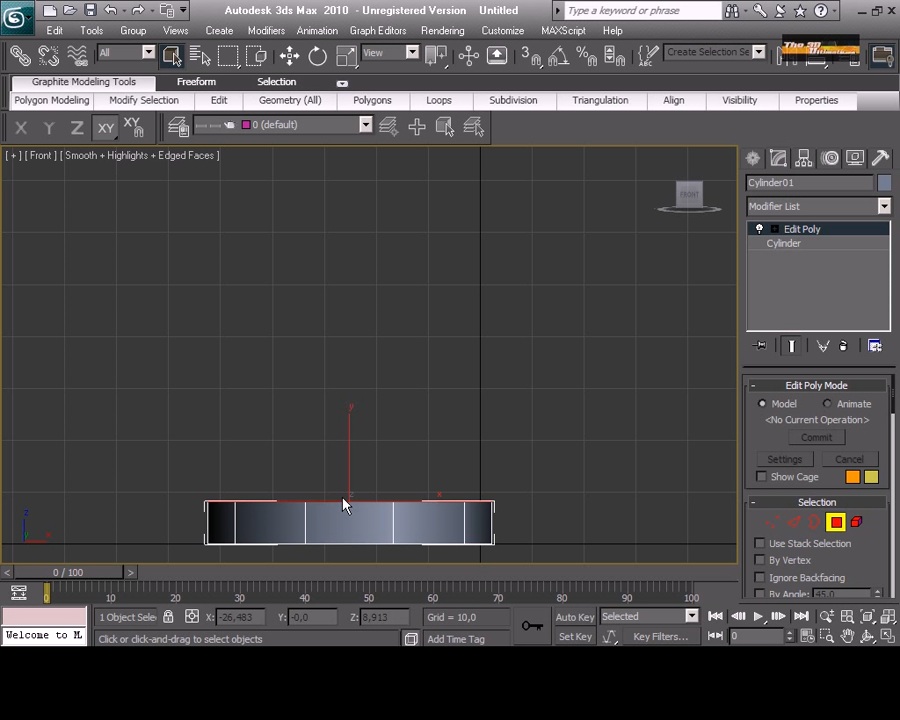 Autodesk 3ds Max 2010 - Unregistered Version Untitled
Type a keyword or phrase
Edit Tools Group Views Create Modifiers Animation Graph Editors Rendering Customize MAXScript Help
All View Create Selection Se
Graphite Modeling Tools Freeform Selection
Polygon Modeling Modify Selection Edit Geometry (All) Polygons Loops Subdivision Triangulation Align Visibility Properties
X Y Z XY XY 0 (default)
[ + ] [ Front ] [ Smooth + Highlights + Edged Faces ]
FRONT
Cylinder01
Modifier List
Edit Poly
Cylinder
- Edit Poly Mode
Model Animate
<No Current Operation>
Commit
Settings Cancel
Show Cage
- Selection
Use Stack Selection
By Vertex
Ignore Backfacing
By Angle: 45,0
y
x
z
z
x
< 0 / 100 >
0 10 20 30 40 50 60 70 80 90 100
1 Object Sele X: -26,483 Y: -0,0 Z: 8,913 Grid = 10,0 Auto Key Selected
Welcome to M Click or click-and-drag to select objects Add Time Tag Set Key Key Filters... 0